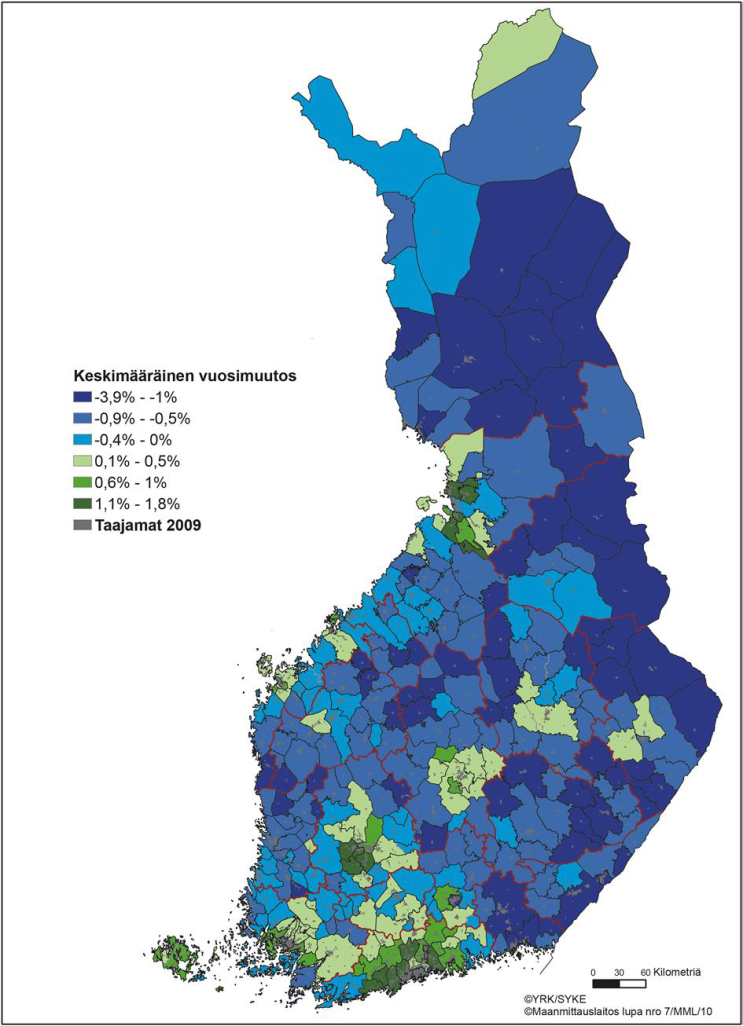 Keskimääräinen vuosimuutos
-3,9% - -1%
-0,9% - -0,5%
-0,4% - 0%
0,1% - 0,5%
0,6% - 1%
1,1% - 1,8%
Taajamat 2009
0 30 60 Kilometriä
©YRK/SYKE
©Maanmittauslaitos lupa nro 7/MML/10